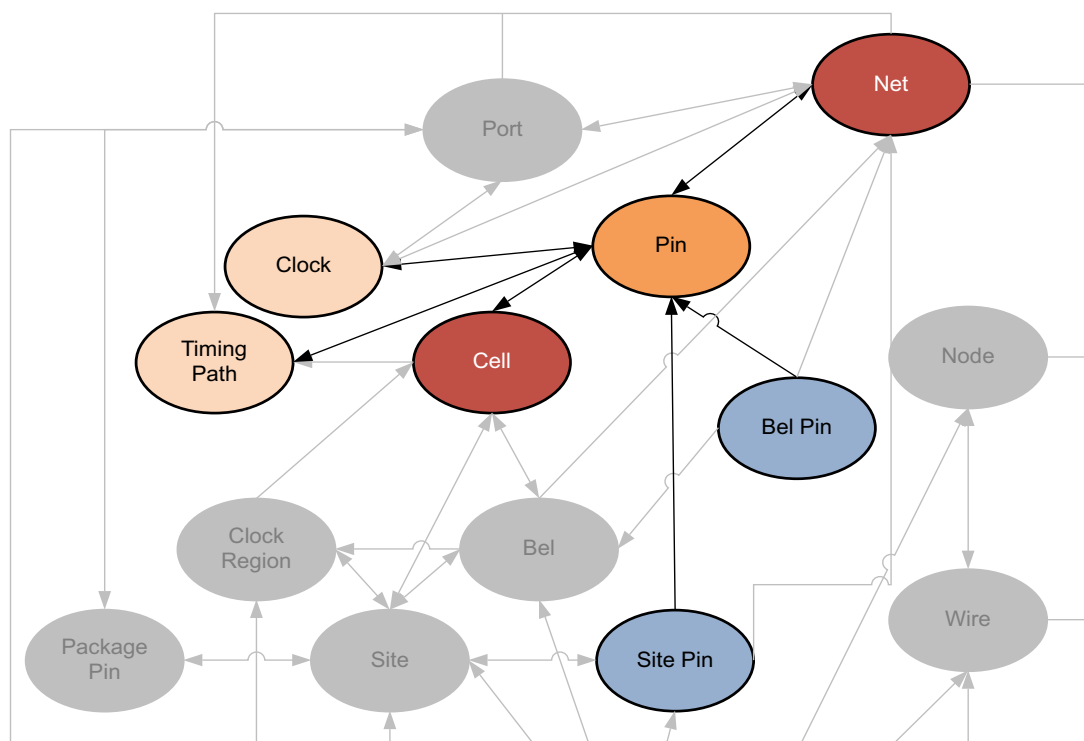 Net
Port
Pin
Clock
Timing
Path
Cell
Node
Bel Pin
Clock
Region
Bel
Package
Pin
Site
Site Pin
Wire